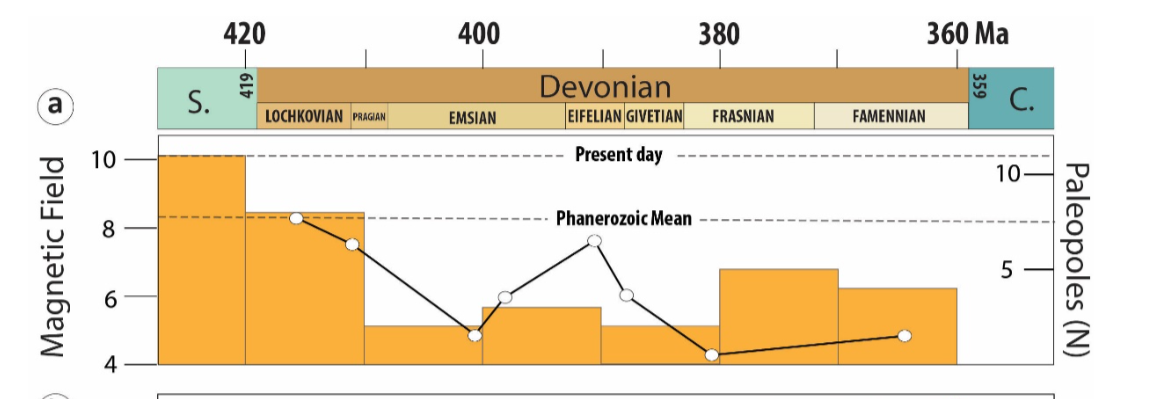 420 400 380 360 Ma
a
S. 419 Devonian 359 C.
LOCHKOVIAN PRAGIAN EMSIAN EIFELIAN GIVETIAN FRASNIAN FAMENNIAN
Magnetic Field
10
8
6
4
Present day
Phanerozoic Mean
10
5
Paleopoles (N)